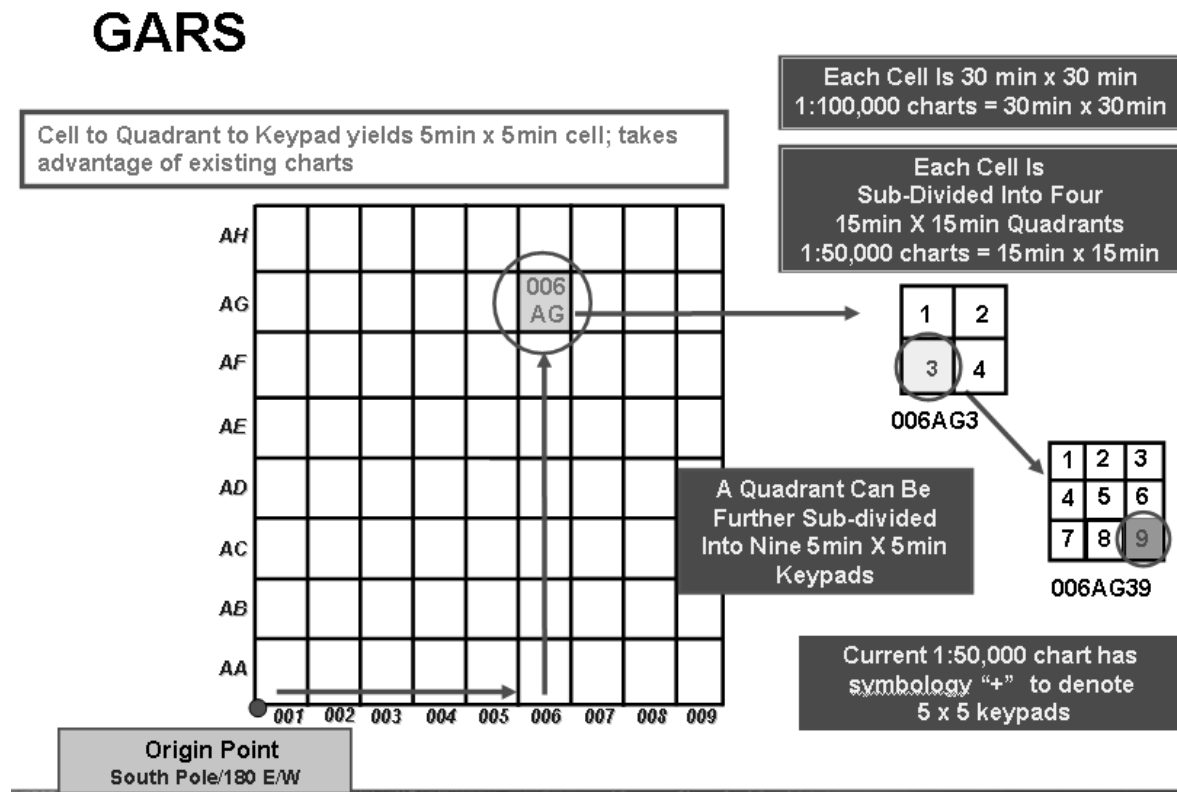 GARS
Each Cell Is 30 min x 30 min
1:100,000 charts = 30min x 30min
Cell to Quadrant to Keypad yields 5min x 5min cell; takes
advantage of existing charts
Each Cell Is
Sub-Divided Into Four
15min X 15min Quadrants
1:50,000 charts = 15min x 15min
AH
AG
AF
AE
AD
AC
AB
AA
006
AG
001 002 003 004 005 006 007 008 009
1 2
3 4
006AG3
1 2 3
4 5 6
7 8 9
006AG39
A Quadrant Can Be
Further Sub-divided
Into Nine 5min X 5min
Keypads
Current 1:50,000 chart has
symbology "+" to denote
5 x 5 keypads
Origin Point
South Pole/180 E/W